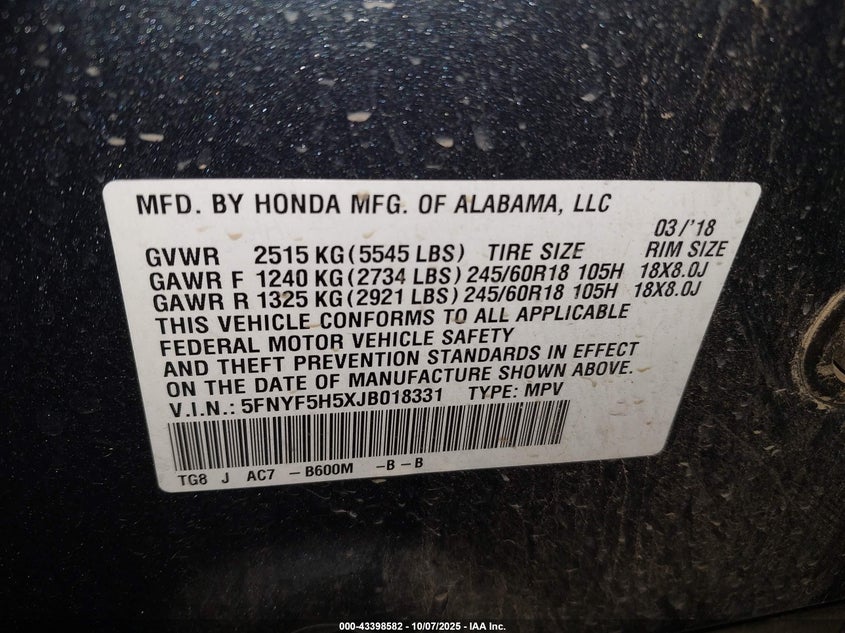 MFD. BY HONDA MFG. OF ALABAMA, LLC
03/'18
GVWR 2515 KG (5545 LBS) TIRE SIZE RIM SIZE
GAWR F 1240 KG (2734 LBS) 245/60R18 105H 18X8.0J
GAWR R 1325 KG (2921 LBS) 245/60R18 105H 18X8.0J
THIS VEHICLE CONFORMS TO ALL APPLICABLE
FEDERAL MOTOR VEHICLE SAFETY
AND THEFT PREVENTION STANDARDS IN EFFECT
ON THE DATE OF MANUFACTURE SHOWN ABOVE.
V.I.N.: 5FNYF5H5XJB018331 TYPE: MPV
TG8 J AC7 – B600M –B – B
000-43398582 - 10/07/2025 - IAA Inc.